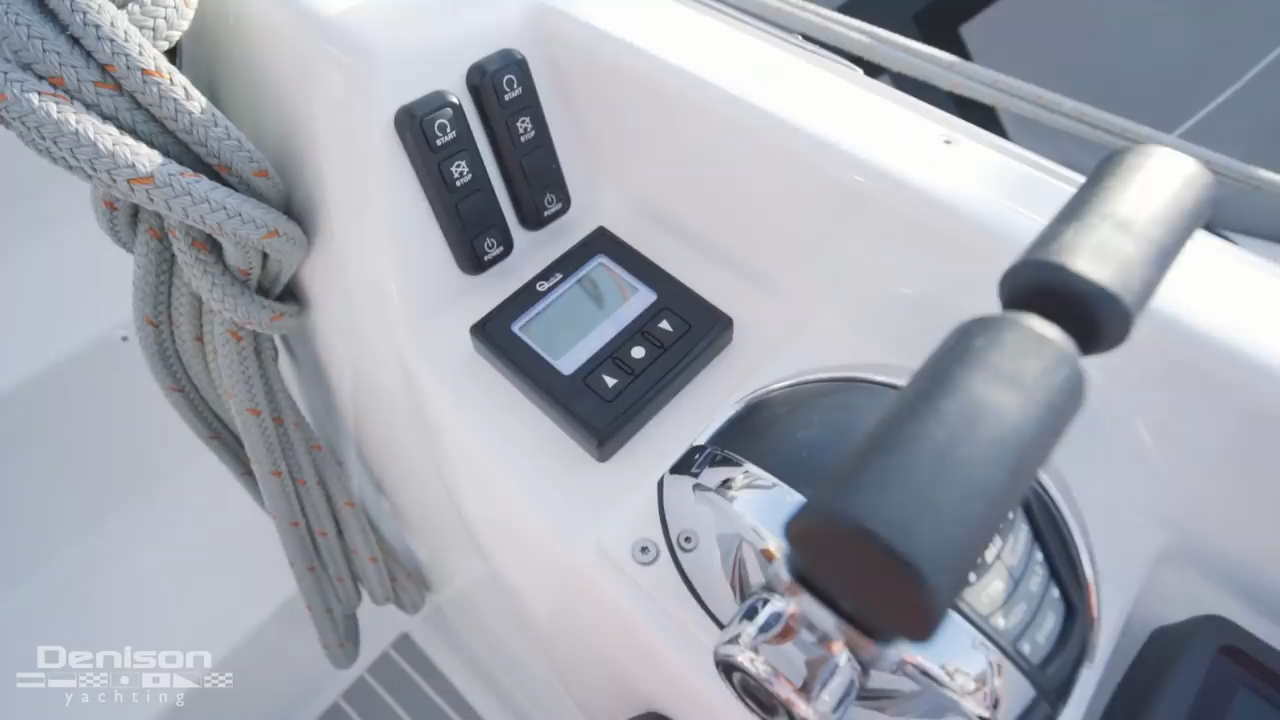 START
STOP
POWER
START
STOP
POWER
Quick
Denison
yachting